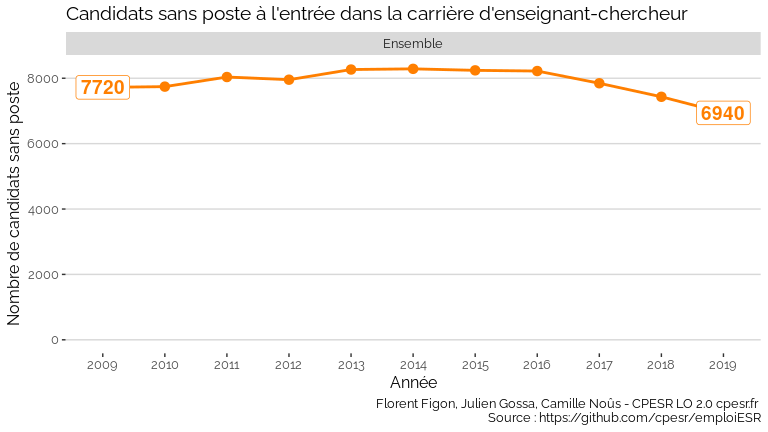 Candidats sans poste à l'entrée dans la carrière d'enseignant-chercheur
Ensemble
Nombre de candidats sans poste
8000
6000
4000
2000
0
7720
6940
2009 2010 2011 2012 2013 2014 2015 2016 2017 2018 2019
Année
Florent Figon, Julien Gossa, Camille Noûs - CPESR LO 2.0 cpesr.fr
Source : https://github.com/cpesr/emploiESR